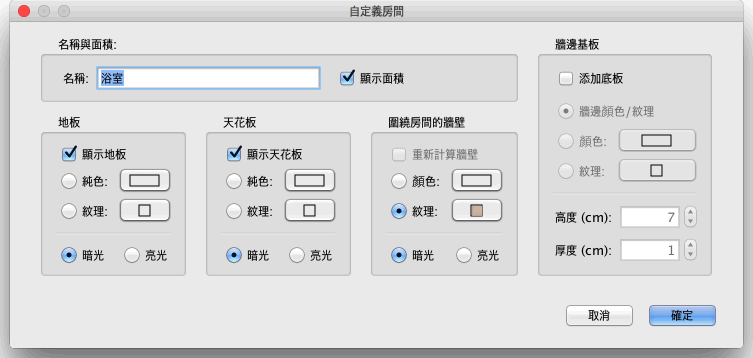 自定義房間
名稱與面積:
名稱: 浴室 顯示面積
地板
顯示地板
純色:
紋理:
暗光 亮光
天花板
顯示天花板
純色:
紋理:
暗光 亮光
圍繞房間的牆壁
重新計算牆壁
顏色:
紋理:
暗光 亮光
牆邊基板
添加底板
牆邊顏色/紋理
顏色:
紋理:
高度 (cm): 7
厚度 (cm): 1
取消 確定